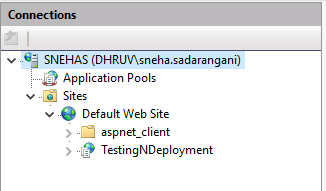 Connections
SNEHAS (DHRUV\sneha.sadarangani)
Application Pools
Sites
Default Web Site
aspnet_client
TestingNDeployment